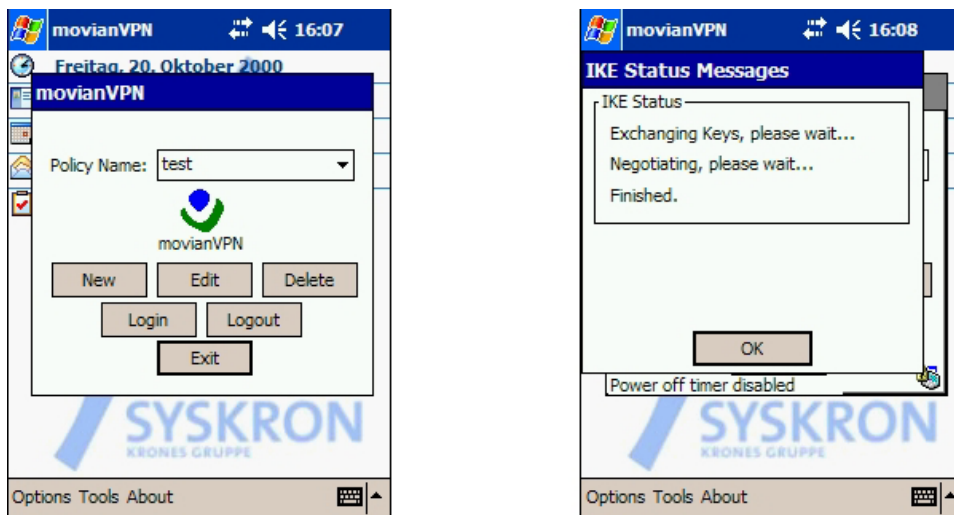 movianVPN 16:07
Freitag, 20. Oktober 2000
movianVPN
Policy Name: test
movianVPN
New Edit Delete
Login Logout
Exit
SYSKRON
KRONES GRUPPE
Options Tools About
movianVPN 16:08
IKE Status Messages
IKE Status
Exchanging Keys, please wait...
Negotiating, please wait...
Finished.
OK
Power off timer disabled
SYSKRON
KRONES GRUPPE
Options Tools About